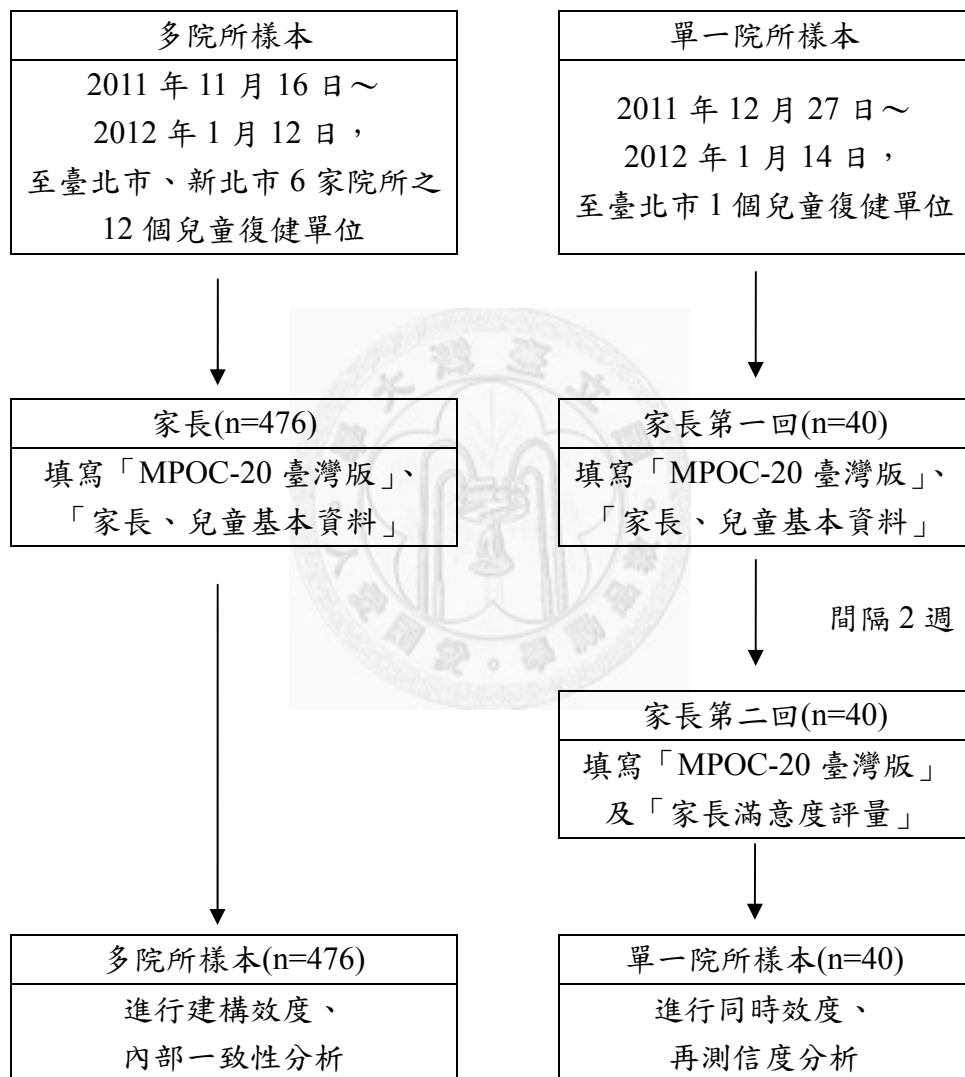 多院所樣本
2011 年 11 月 16 日～
2012 年 1 月 12 日，
至臺北市、新北市 6 家院所之
12 個兒童復健單位
單一院所樣本
2011 年 12 月 27 日～
2012 年 1 月 14 日，
至臺北市 1 個兒童復健單位
家長(n=476)
填寫「MPOC-20 臺灣版」、
「家長、兒童基本資料」
家長第一回(n=40)
填寫「MPOC-20 臺灣版」、
「家長、兒童基本資料」
間隔 2 週
家長第二回(n=40)
填寫「MPOC-20 臺灣版」
及「家長滿意度評量」
多院所樣本(n=476)
進行建構效度、
內部一致性分析
單一院所樣本(n=40)
進行同時效度、
再測信度分析